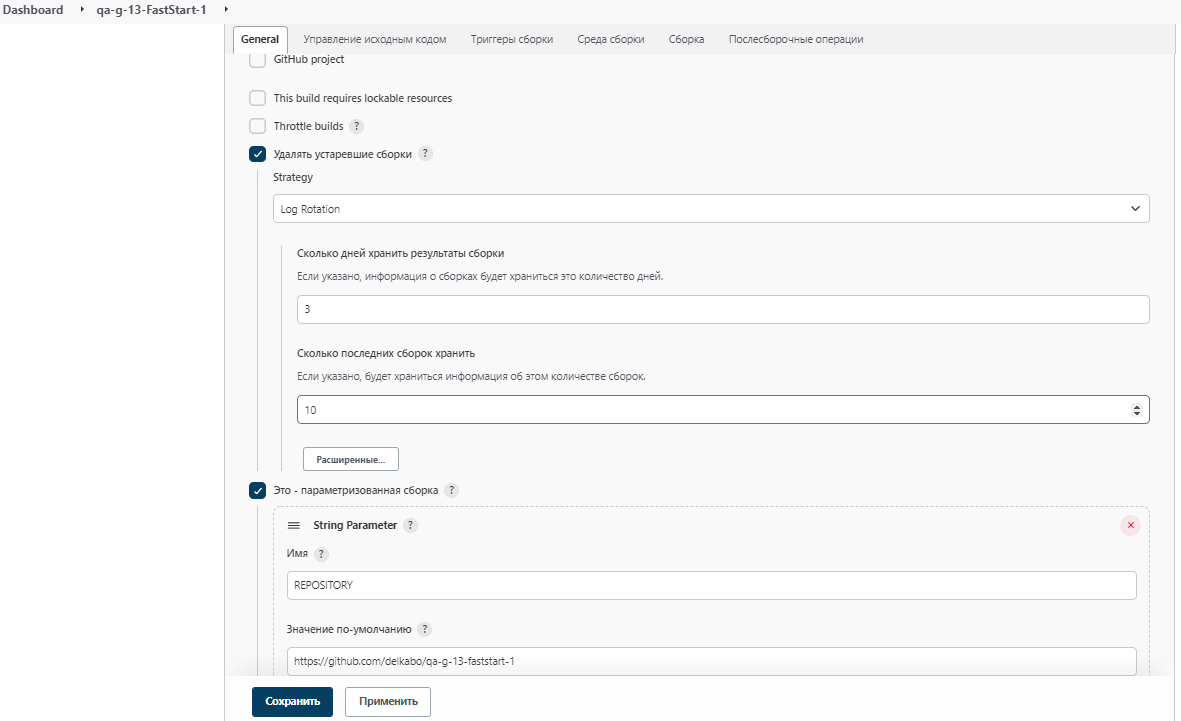 Dashboard qa-g-13-FastStart-1
General Управление исходным кодом Триггеры сборки Среда сборки Сборка Послесборочные операции
GitHub project
This build requires lockable resources
Throttle builds ?
Удалять устаревшие сборки ?
Strategy
Log Rotation
Сколько дней хранить результаты сборки
Если указано, информация о сборках будет храниться это количество дней.
3
Сколько последних сборок хранить
Если указано, будет храниться информация об этом количестве сборок.
10
Расширенные...
Это - параметризованная сборка ?
String Parameter ?
Имя ?
REPOSITORY
Значение по-умолчанию ?
https://github.com/delkabo/qa-g-13-faststart-1
Сохранить Применить